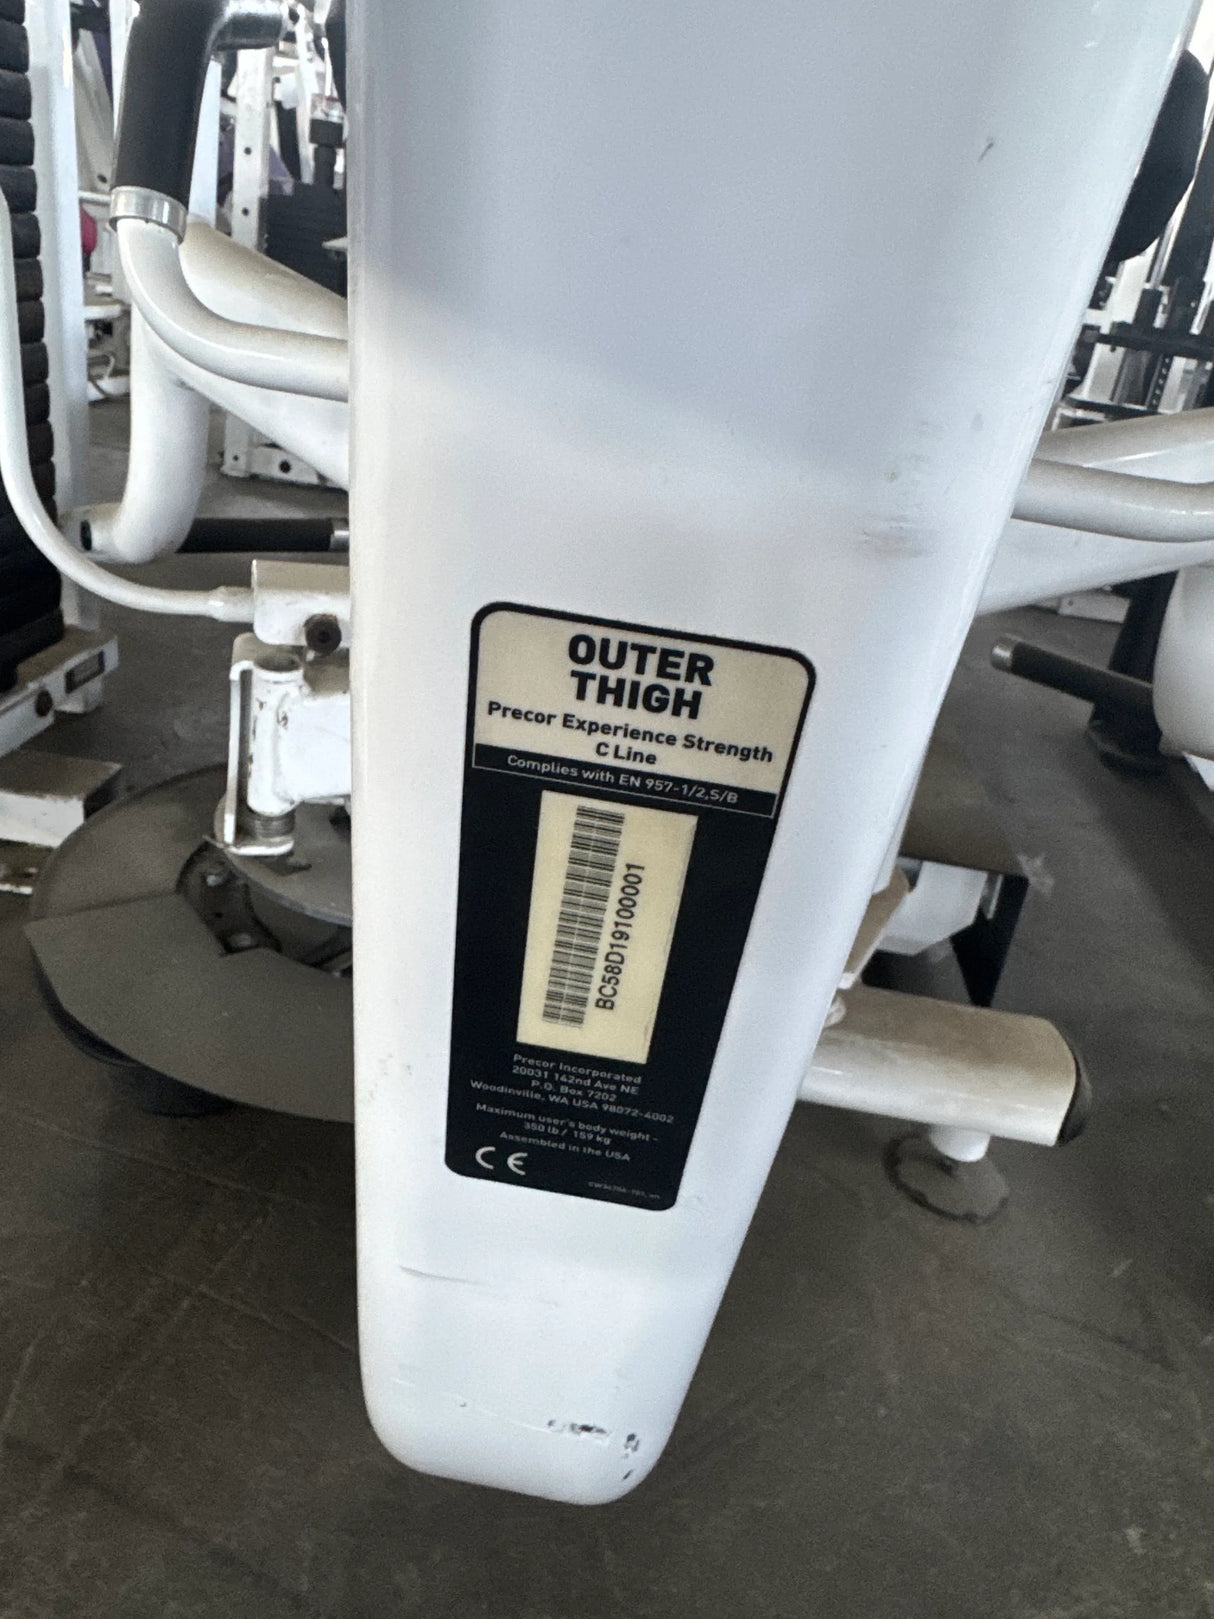 OUTER
THIGH
Precor Experience Strength
C Line
Complies with EN 957-1/2,S/B
BC58D19100001
Precor Incorporated
20031 142nd Ave NE
P.O. Box 7202
Woodinville, WA USA 98072-4002
Maximum user's body weight -
350 lb / 159 kg
Assembled in the USA
CE